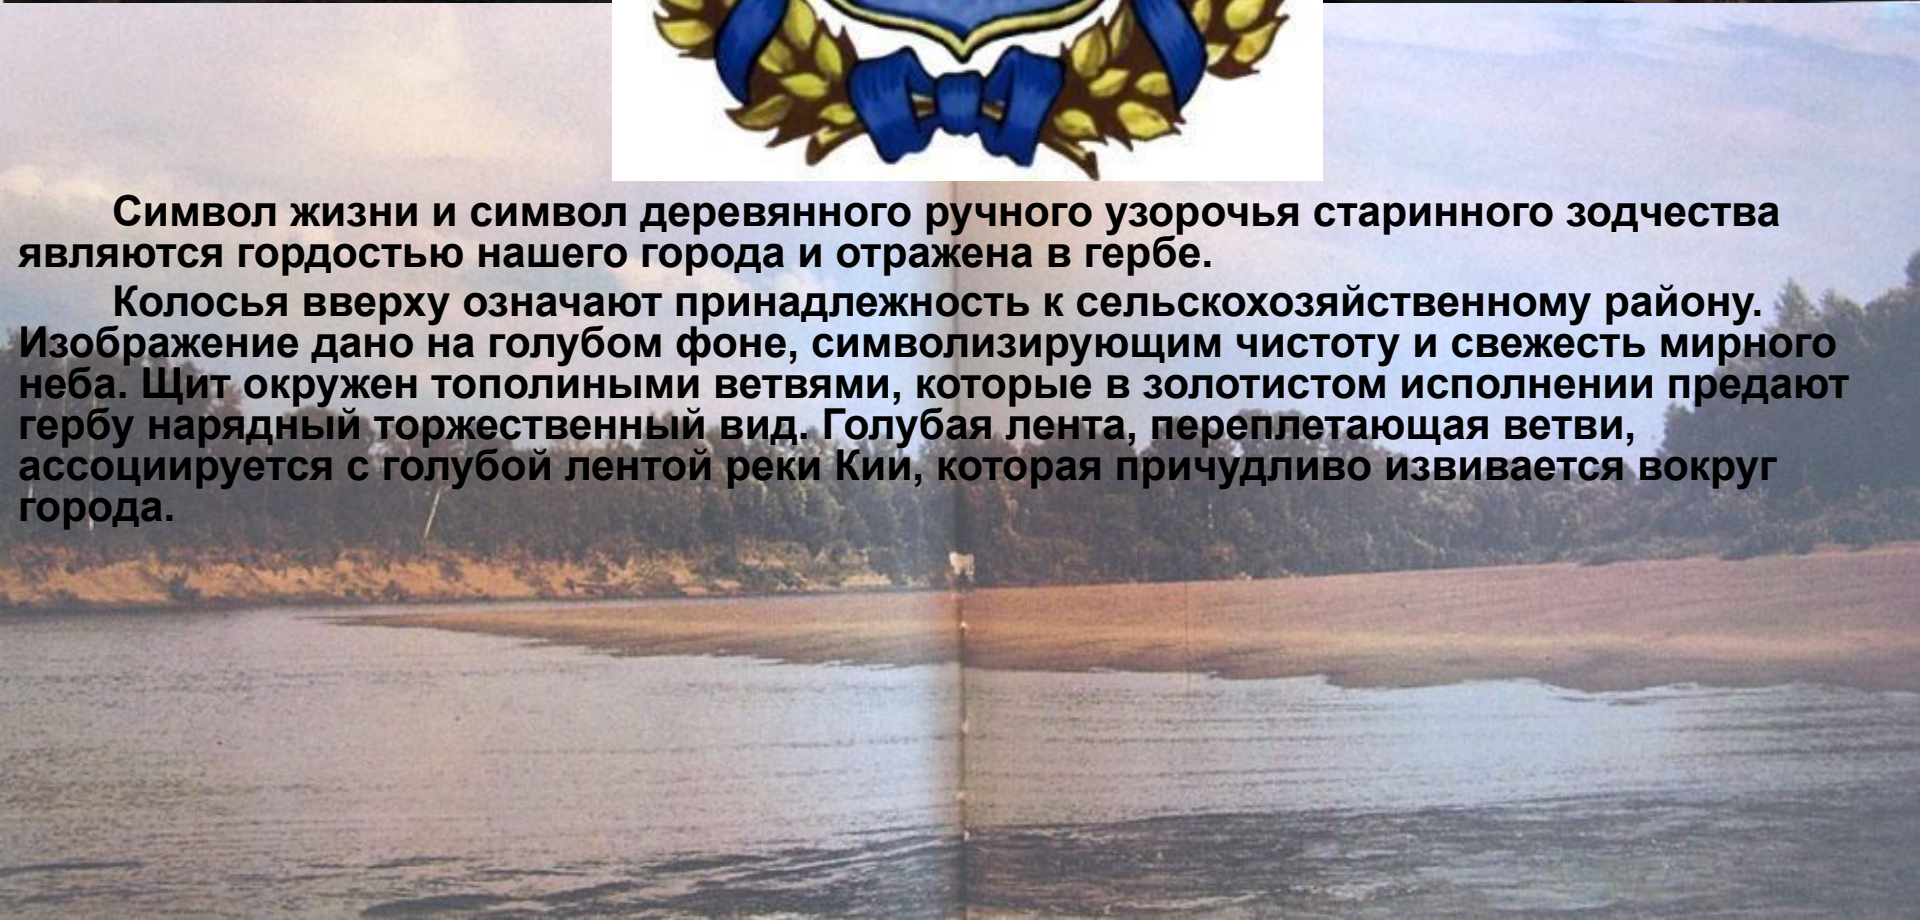 Символ жизни и символ деревянного ручного узорочья старинного зодчества
являются гордостью нашего города и отражена в гербе.
Колосья вверху означают принадлежность к сельскохозяйственному району.
Изображение дано на голубом фоне, символизирующим чистоту и свежесть мирного
неба. Щит окружен тополиными ветвями, которые в золотистом исполнении предают
гербу нарядный торжественный вид. Голубая лента, переплетающая ветви,
ассоциируется с голубой лентой реки Кии, которая причудливо извивается вокруг
города.